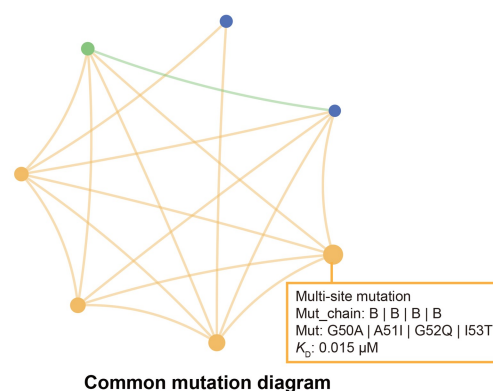 Multi-site mutation
Mut_chain: B | B | B | B
Mut: G50A | A51I | G52Q | I53T
KD: 0.015 µM
Common mutation diagram